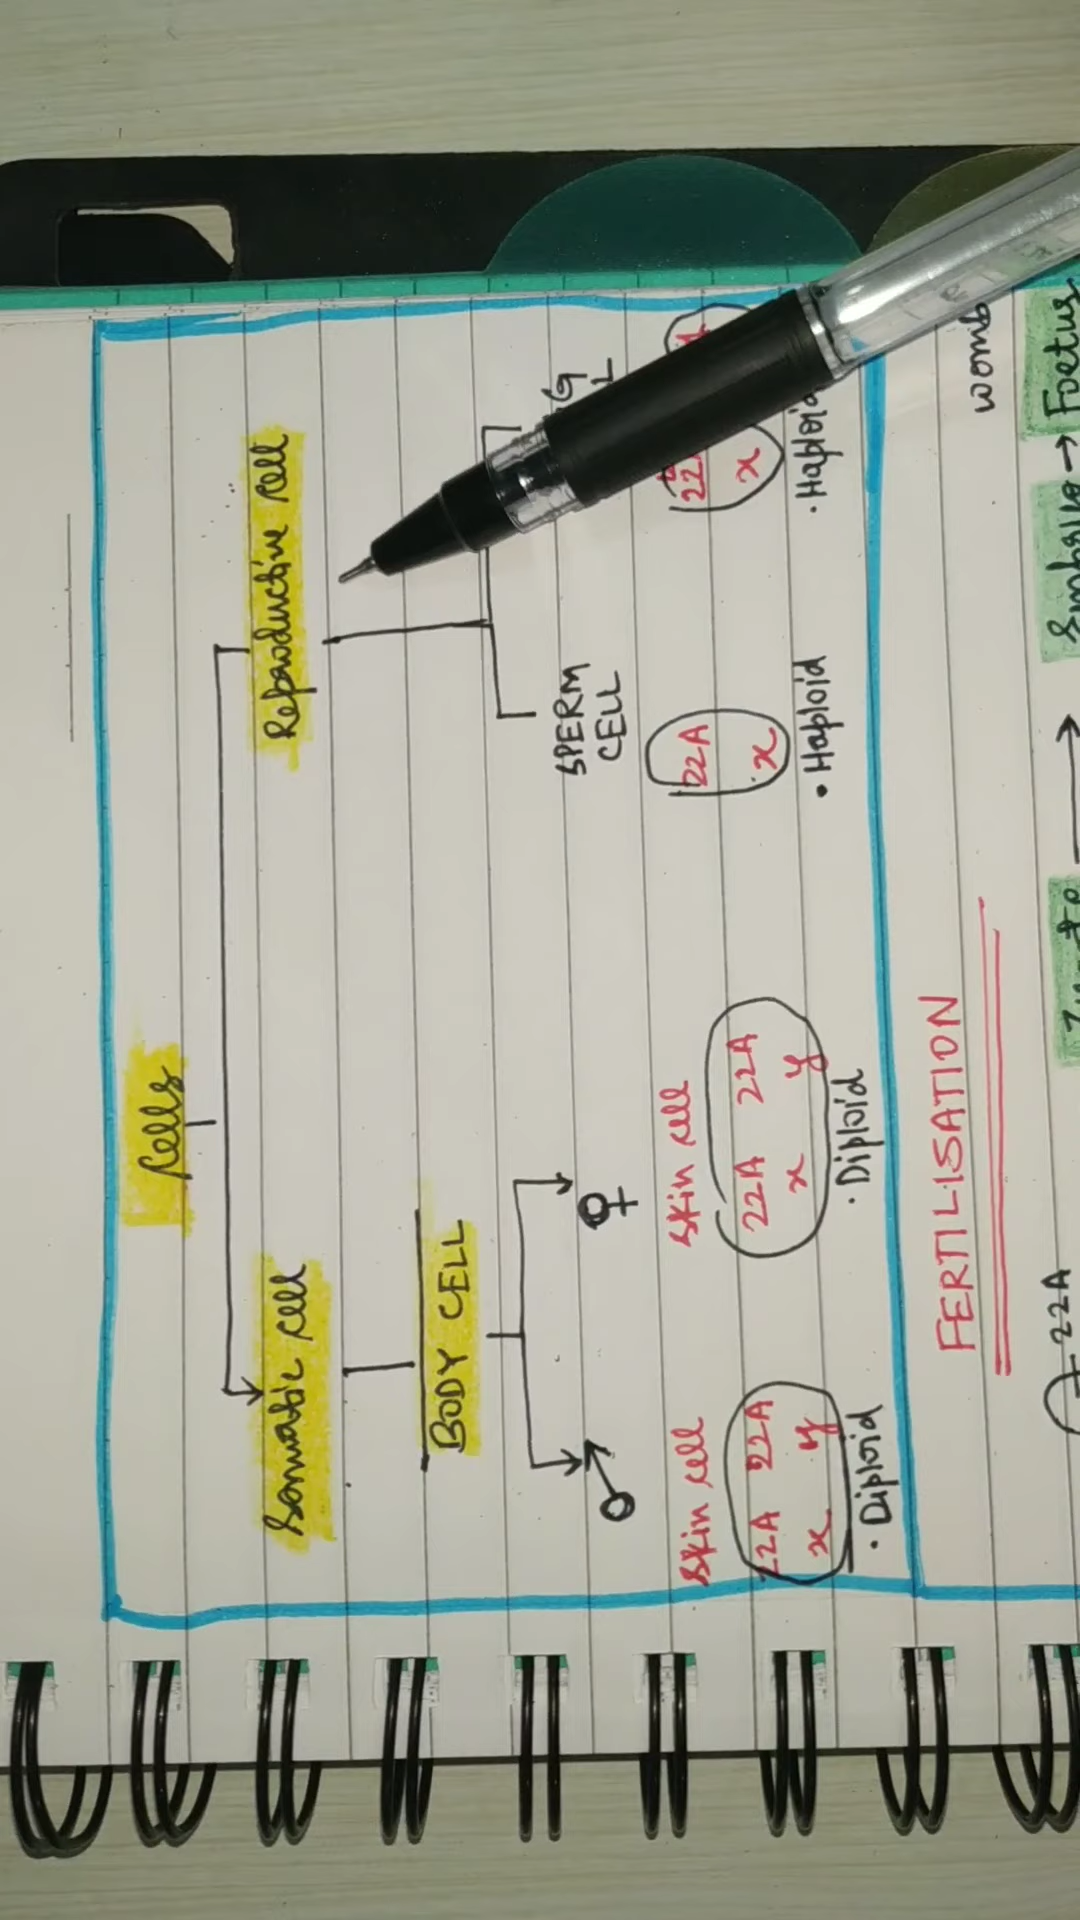 Cells
Somatic cell
Reproductive cell
BODY CELL
SPERM
CELL
G
L
♂
♀
Skin cell
Skin cell
22A 22A
x y
22A 22A
x y
22A
x
x
• Diploid
• Diploid
• Haploid
• Haploid
FERTILISATION
womb
→ Foetus
22A